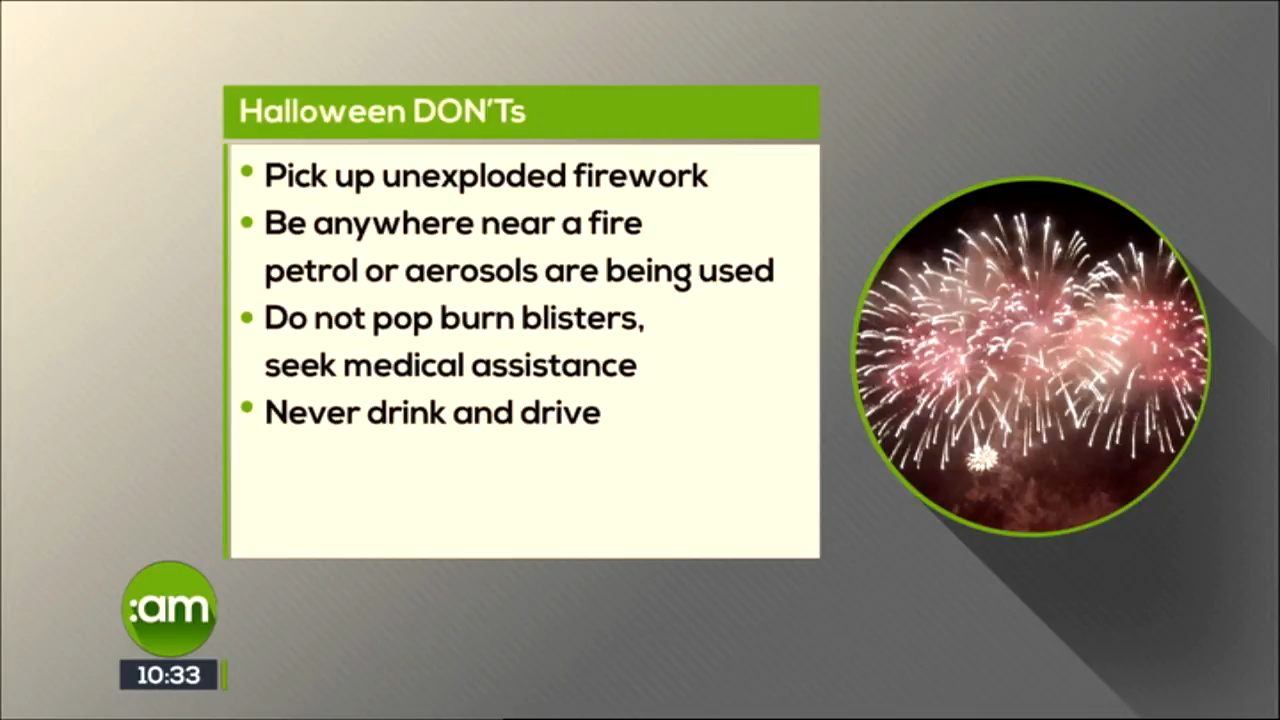 Halloween DON'Ts
• Pick up unexploded firework
• Be anywhere near a fire
petrol or aerosols are being used
• Do not pop burn blisters,
seek medical assistance
• Never drink and drive
:am
10:33